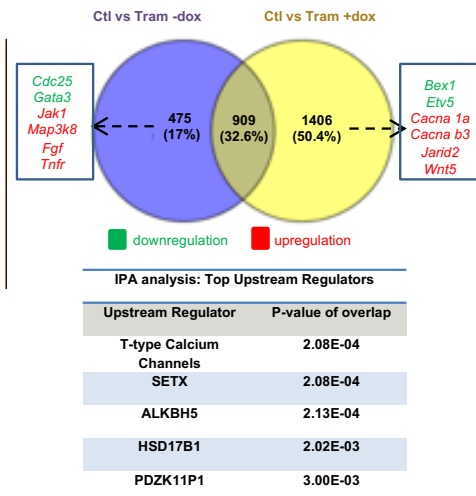 Ctl vs Tram -dox
Ctl vs Tram +dox
Cdc25
Gata3
Jak1
Map3k8
Fgf
Tnfr
475
(17%)
909
(32.6%)
1406
(50.4%)
Bex1
Etv5
Cacna 1a
Cacna b3
Jarid2
Wnt5
downregulation
upregulation
IPA analysis: Top Upstream Regulators
Upstream Regulator P-value of overlap
T-type Calcium
Channels 2.08E-04
SETX 2.08E-04
ALKBH5 2.13E-04
HSD17B1 2.02E-03
PDZK11P1 3.00E-03